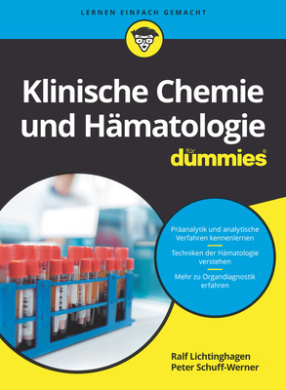 LERNEN EINFACH GEMACHT
Klinische Chemie
und Hämatologie
für
dummies®
Präanalytik und analytische
Verfahren kennenlernen
Techniken der Hämatologie
verstehen
Mehr zu Organdiagnostik
erfahren
Ralf Lichtinghagen
Peter Schuff-Werner